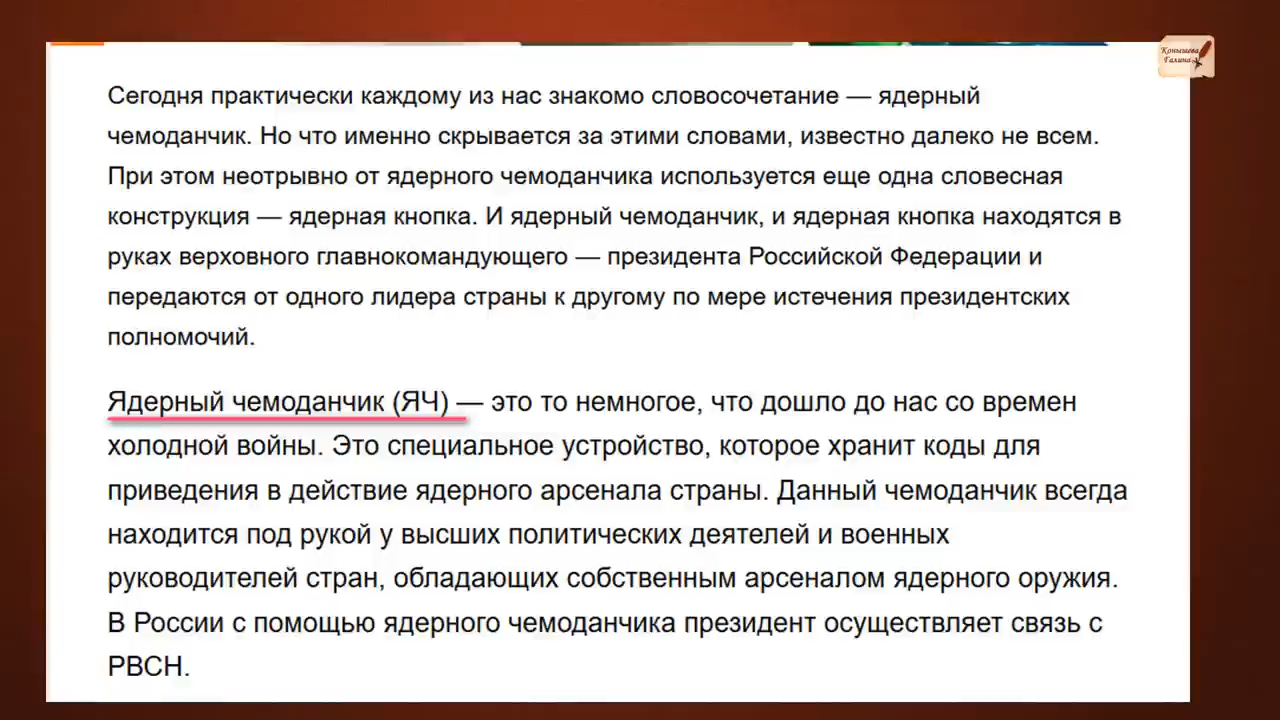 Конышева
Галина
Сегодня практически каждому из нас знакомо словосочетание — ядерный
чемоданчик. Но что именно скрывается за этими словами, известно далеко не всем.
При этом неотрывно от ядерного чемоданчика используется еще одна словесная
конструкция — ядерная кнопка. И ядерный чемоданчик, и ядерная кнопка находятся в
руках верховного главнокомандующего — президента Российской Федерации и
передаются от одного лидера страны к другому по мере истечения президентских
полномочий.
Ядерный чемоданчик (ЯЧ) — это то немногое, что дошло до нас со времен
холодной войны. Это специальное устройство, которое хранит коды для
приведения в действие ядерного арсенала страны. Данный чемоданчик всегда
находится под рукой у высших политических деятелей и военных
руководителей стран, обладающих собственным арсеналом ядерного оружия.
В России с помощью ядерного чемоданчика президент осуществляет связь с
РВСН.